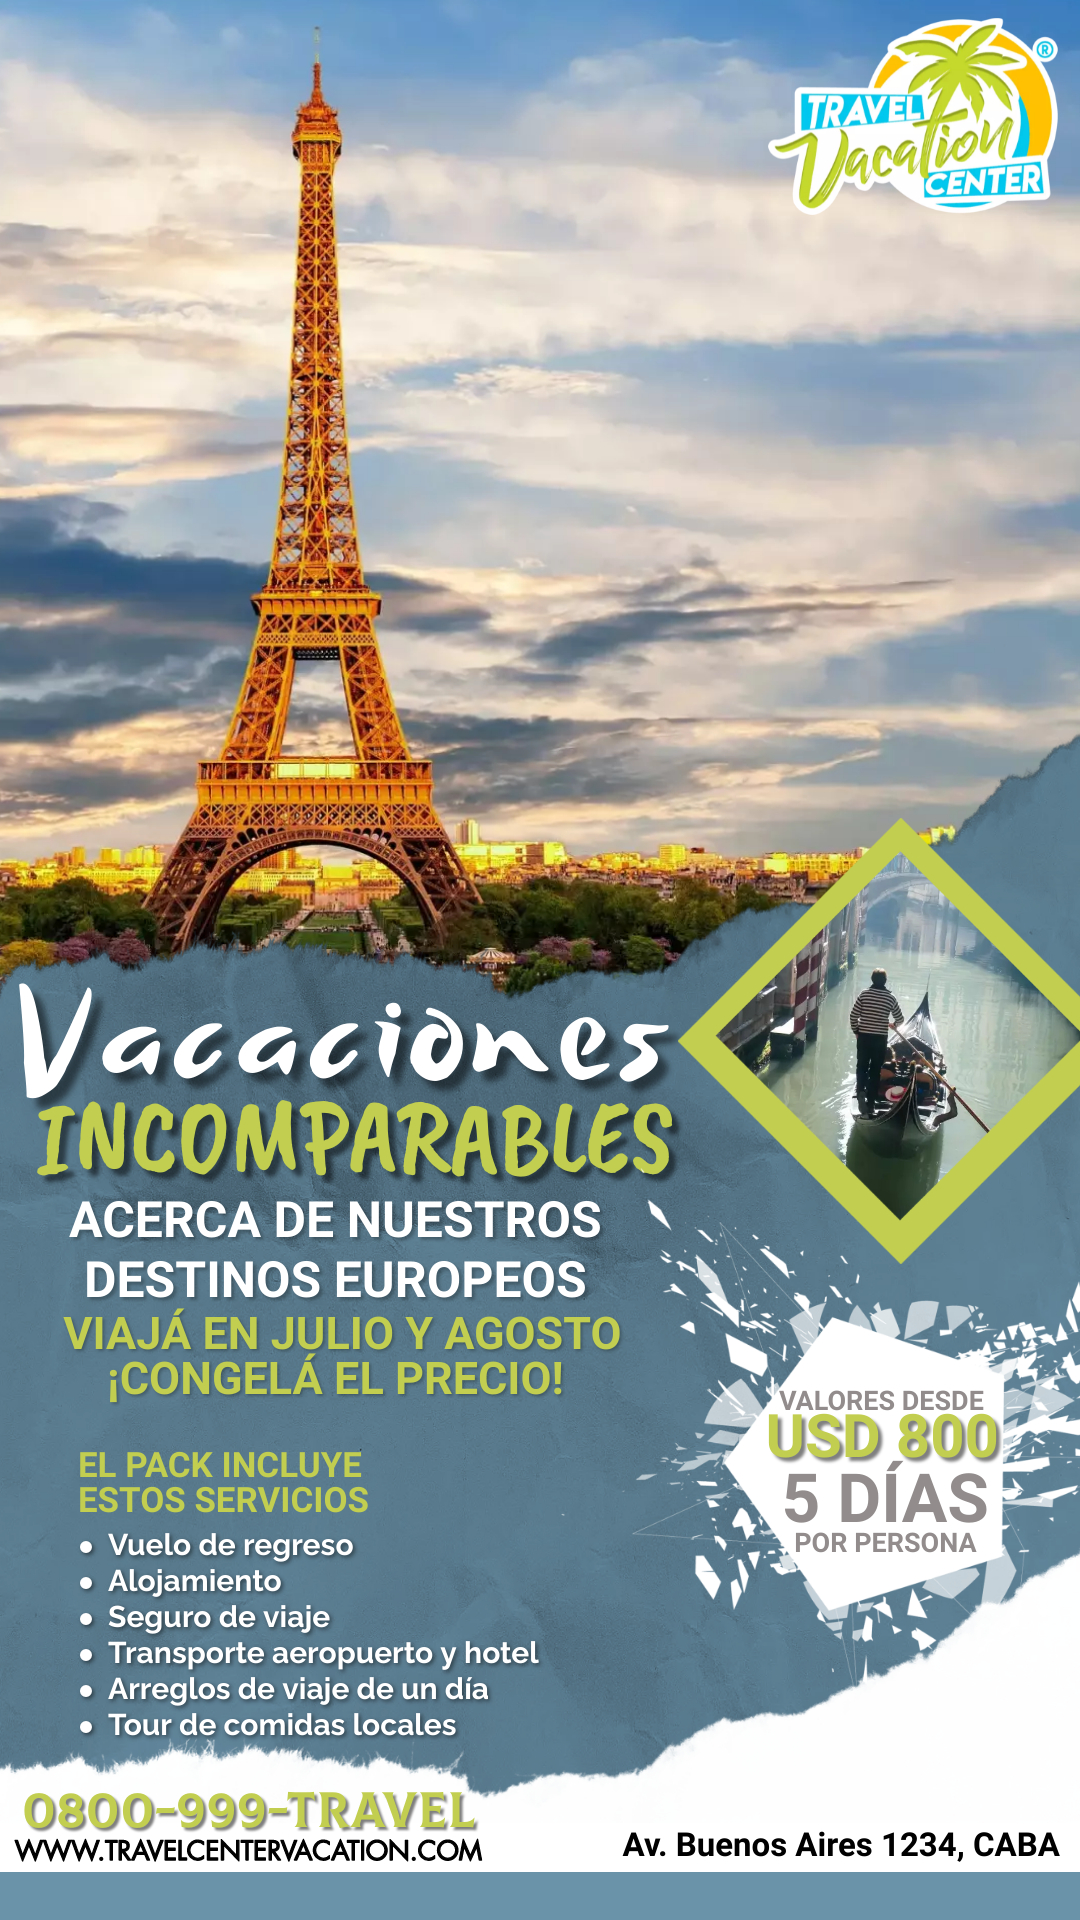 TRAVEL
Vacation
CENTER
®
Vacaciones
INCOMPARABLES
ACERCA DE NUESTROS
DESTINOS EUROPEOS
VIAJÁ EN JULIO Y AGOSTO
¡CONGELÁ EL PRECIO!
VALORES DESDE
USD 800
5 DÍAS
POR PERSONA
EL PACK INCLUYE
ESTOS SERVICIOS
• Vuelo de regreso
• Alojamiento
• Seguro de viaje
• Transporte aeropuerto y hotel
• Arreglos de viaje de un día
• Tour de comidas locales
0800-999-TRAVEL
WWW.TRAVELCENTERVACATION.COM
Av. Buenos Aires 1234, CABA